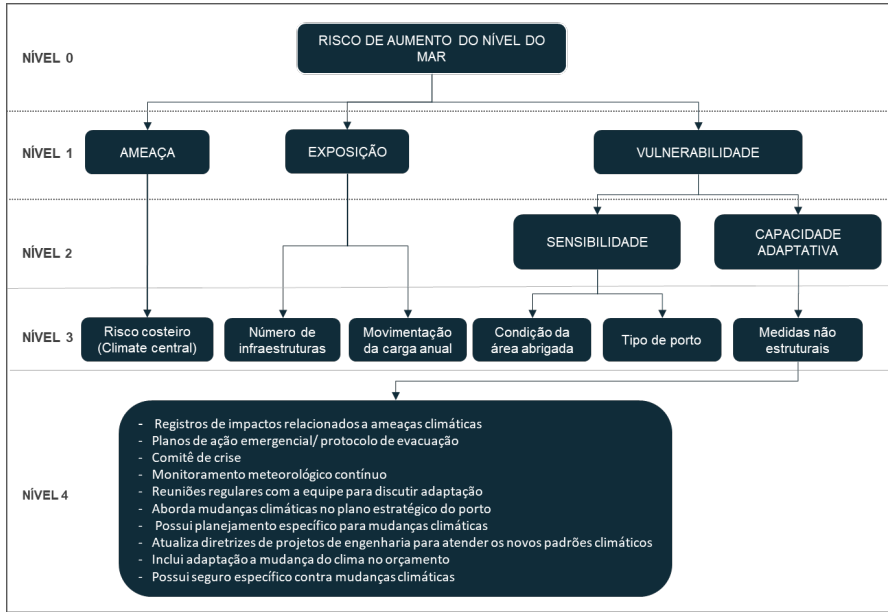 NÍVEL 0
RISCO DE AUMENTO DO NÍVEL DO
MAR
NÍVEL 1
AMEAÇA
EXPOSIÇÃO
VULNERABILIDADE
NÍVEL 2
SENSIBILIDADE
CAPACIDADE
ADAPTATIVA
NÍVEL 3
Risco costeiro
(Climate central)
Número de
infraestruturas
Movimentação
da carga anual
Condição da
área abrigada
Tipo de porto
Medidas não
estruturais
NÍVEL 4
- Registros de impactos relacionados a ameaças climáticas
- Planos de ação emergencial/ protocolo de evacuação
- Comitê de crise
- Monitoramento meteorológico contínuo
- Reuniões regulares com a equipe para discutir adaptação
- Aborda mudanças climáticas no plano estratégico do porto
- Possui planejamento específico para mudanças climáticas
- Atualiza diretrizes de projetos de engenharia para atender os novos padrões climáticos
- Inclui adaptação a mudança do clima no orçamento
- Possui seguro específico contra mudanças climáticas